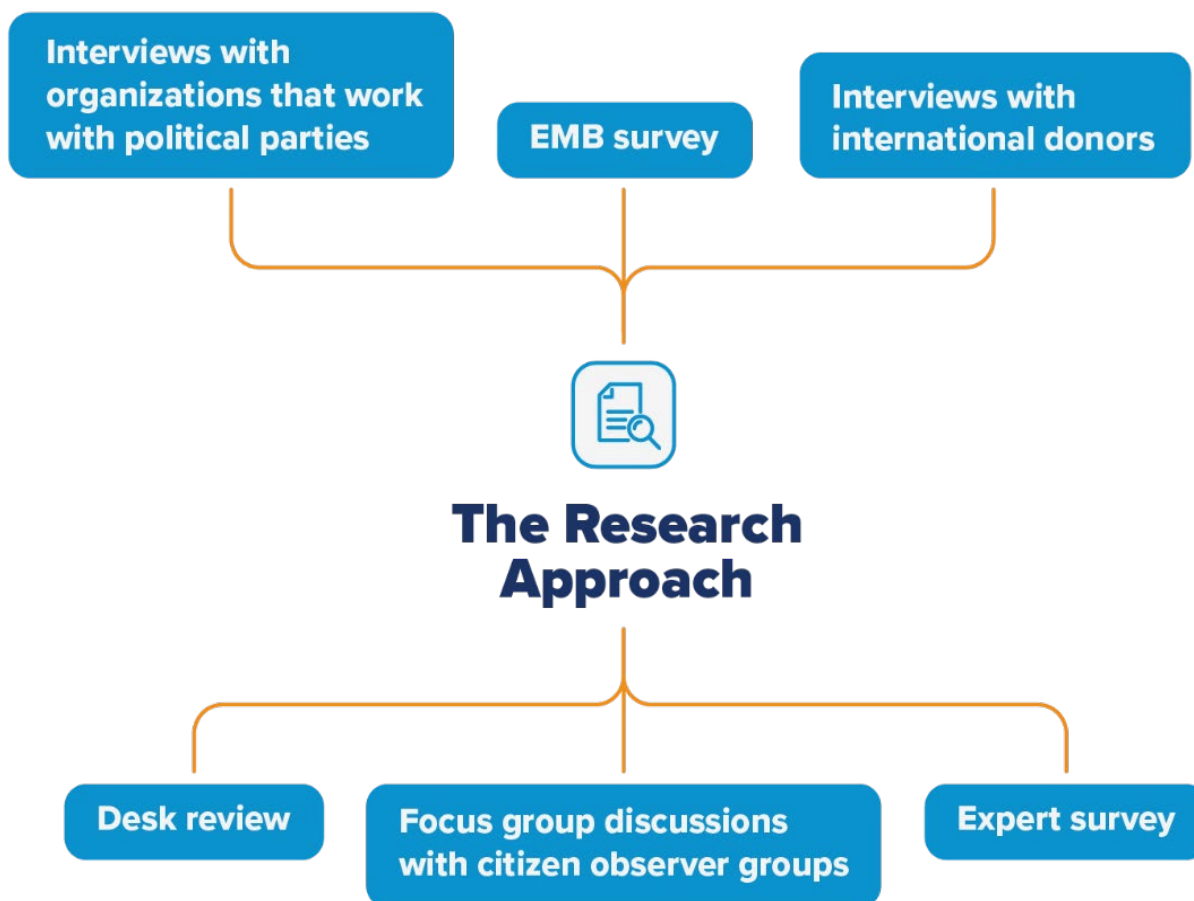 Interviews with
organizations that work
with political parties
EMB survey
Interviews with
international donors
The Research
Approach
Desk review
Focus group discussions
with citizen observer groups
Expert survey